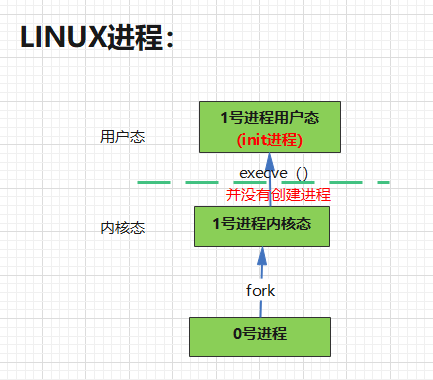 LINUX进程：
1号进程用户态
(init进程)
用户态
execve（）
并没有创建进程
内核态
1号进程内核态
fork
0号进程